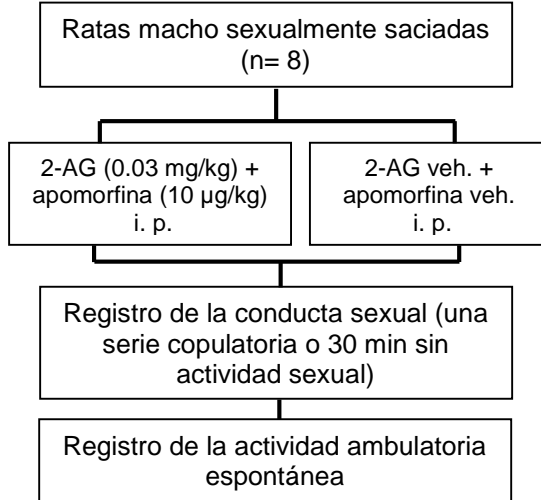 Ratas macho sexualmente saciadas
(n= 8)
2-AG (0.03 mg/kg) +
apomorfina (10 µg/kg)
i. p.
2-AG veh. +
apomorfina veh.
i. p.
Registro de la conducta sexual (una
serie copulatoria o 30 min sin
actividad sexual)
Registro de la actividad ambulatoria
espontánea